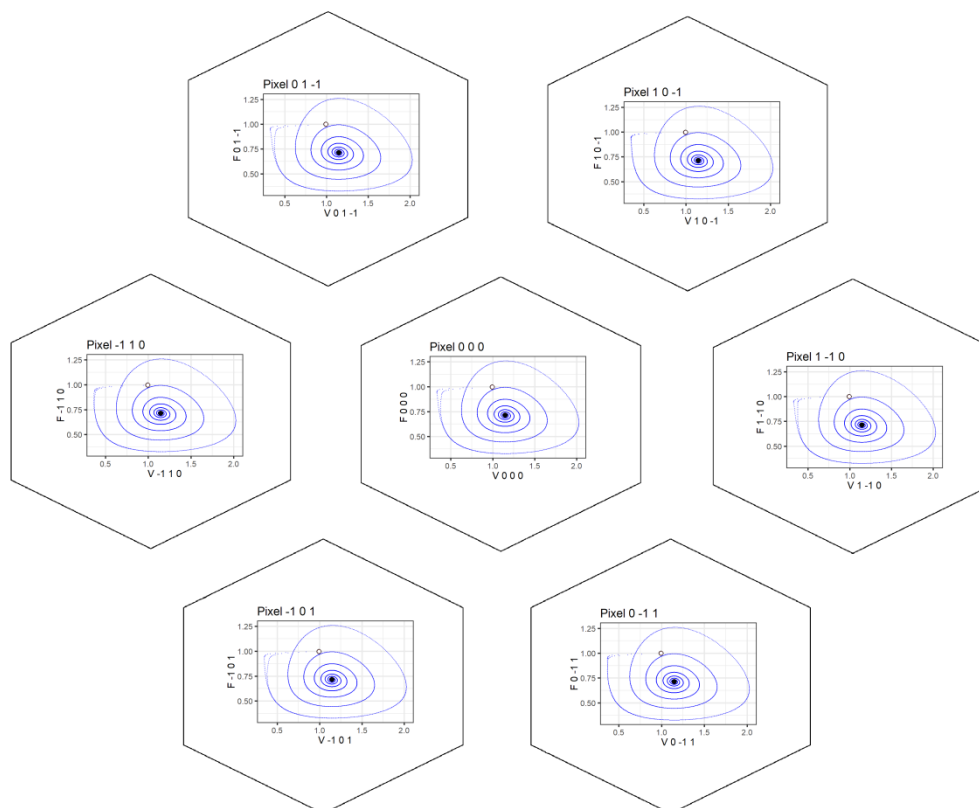 Pixel 0 1 -1
1.25
1.00
0.75
0.50
F 0 1 -1
0.5 1.0 1.5 2.0
V 0 1 -1
Pixel 1 0 -1
1.25
1.00
0.75
0.50
F 1 0 -1
0.5 1.0 1.5 2.0
V 1 0 -1
Pixel -1 1 0
1.25
1.00
0.75
0.50
F -1 1 0
0.5 1.0 1.5 2.0
V -1 1 0
Pixel 0 0 0
1.25
1.00
0.75
0.50
F 0 0 0
0.5 1.0 1.5 2.0
V 0 0 0
Pixel 1 -1 0
1.25
1.00
0.75
0.50
F 1 -1 0
0.5 1.0 1.5 2.0
V 1 -1 0
Pixel -1 0 1
1.25
1.00
0.75
0.50
F -1 0 1
0.5 1.0 1.5 2.0
V -1 0 1
Pixel 0 -1 1
1.25
1.00
0.75
0.50
F 0 -1 1
0.5 1.0 1.5 2.0
V 0 -1 1